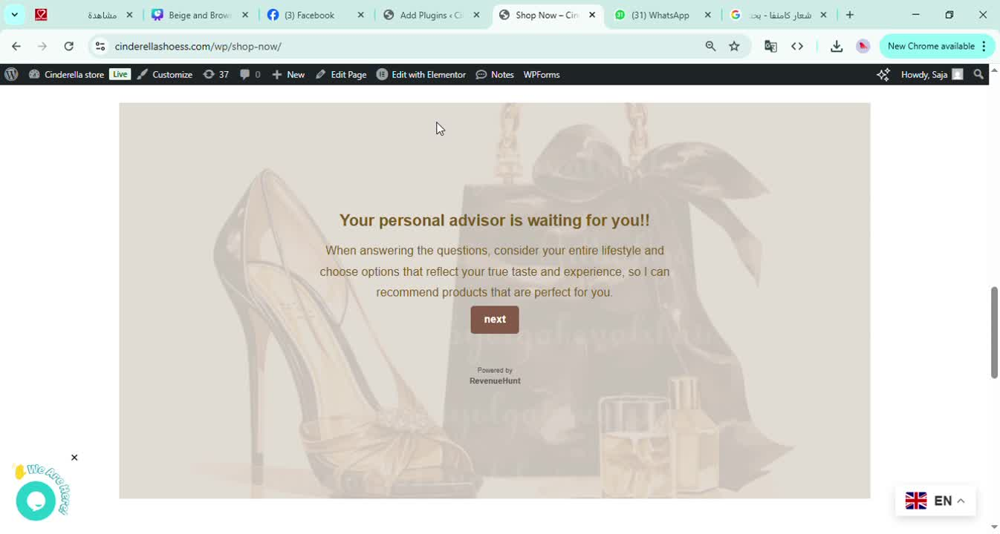 مشاهدة
Beige and Brow
(3) Facebook
Add Plugins ‹ Ci
Shop Now – Cin
(31) WhatsApp
شعار كامنفا - بحث
cinderellashoess.com/wp/shop-now/
New Chrome available
Cinderella store
Live
Customize
37
0
New
Edit Page
Edit with Elementor
Notes
WPForms
Howdy, Saja
Your personal advisor is waiting for you!!
When answering the questions, consider your entire lifestyle and
choose options that reflect your true taste and experience, so I can
recommend products that are perfect for you.
next
Powered by
RevenueHunt
We Are Here!
EN